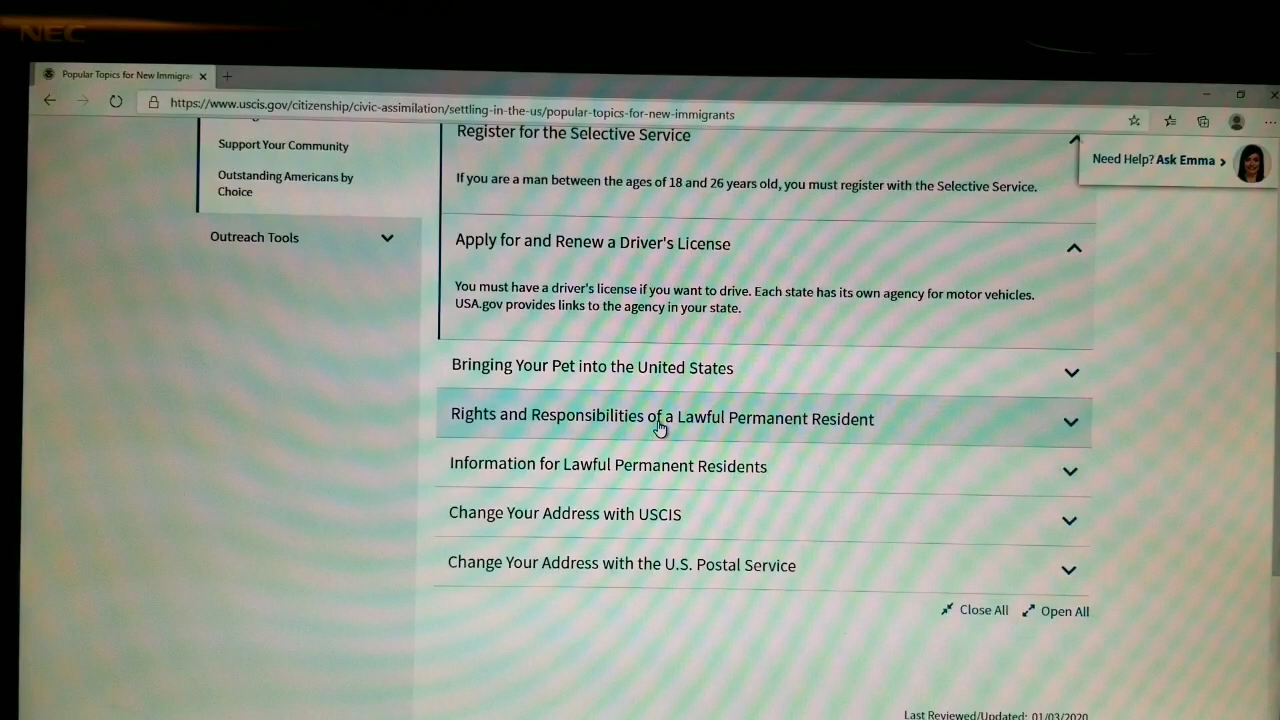 NEC
Popular Topics for New Immigra
https://www.uscis.gov/citizenship/civic-assimilation/settling-in-the-us/popular-topics-for-new-immigrants
Need Help? Ask Emma >
Support Your Community
Outstanding Americans by
Choice
Outreach Tools
Register for the Selective Service
If you are a man between the ages of 18 and 26 years old, you must register with the Selective Service.
Apply for and Renew a Driver's License
You must have a driver's license if you want to drive. Each state has its own agency for motor vehicles.
USA.gov provides links to the agency in your state.
Bringing Your Pet into the United States
Rights and Responsibilities of a Lawful Permanent Resident
Information for Lawful Permanent Residents
Change Your Address with USCIS
Change Your Address with the U.S. Postal Service
Close All Open All
Last Reviewed/Updated: 01/03/2020